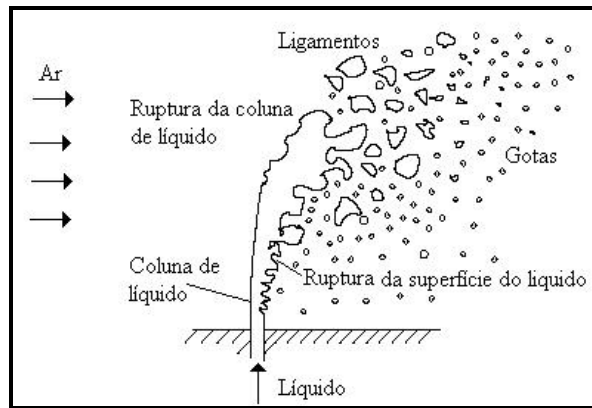 Ligamentos
Ar
Ruptura da coluna
de líquido
Gotas
Coluna de
líquido
Ruptura da superfície do liquido
Líquido